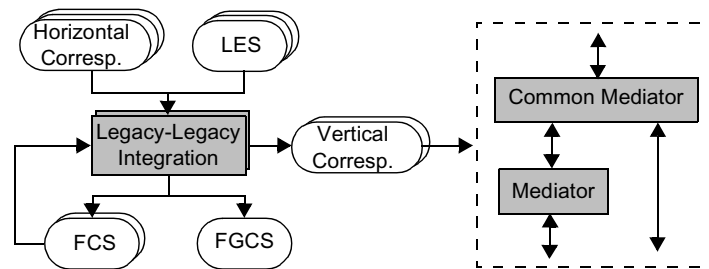 Horizontal
Corresp.
LES
Legacy-Legacy
Integration
Vertical
Corresp.
Common Mediator
Mediator
FCS
FGCS